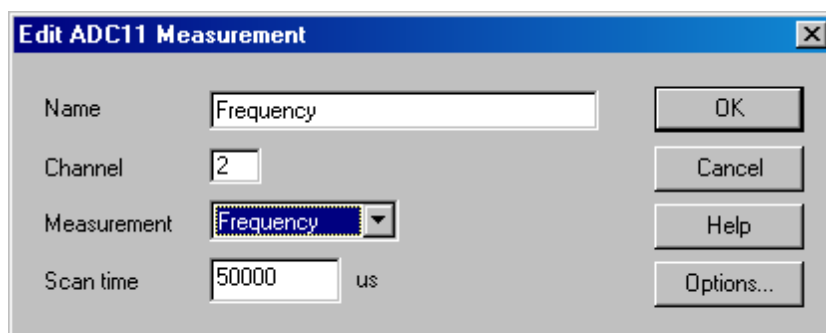 Edit ADC11 Measurement
Name Frequency OK
Channel 2 Cancel
Measurement Frequency Help
Scan time 50000 us Options...